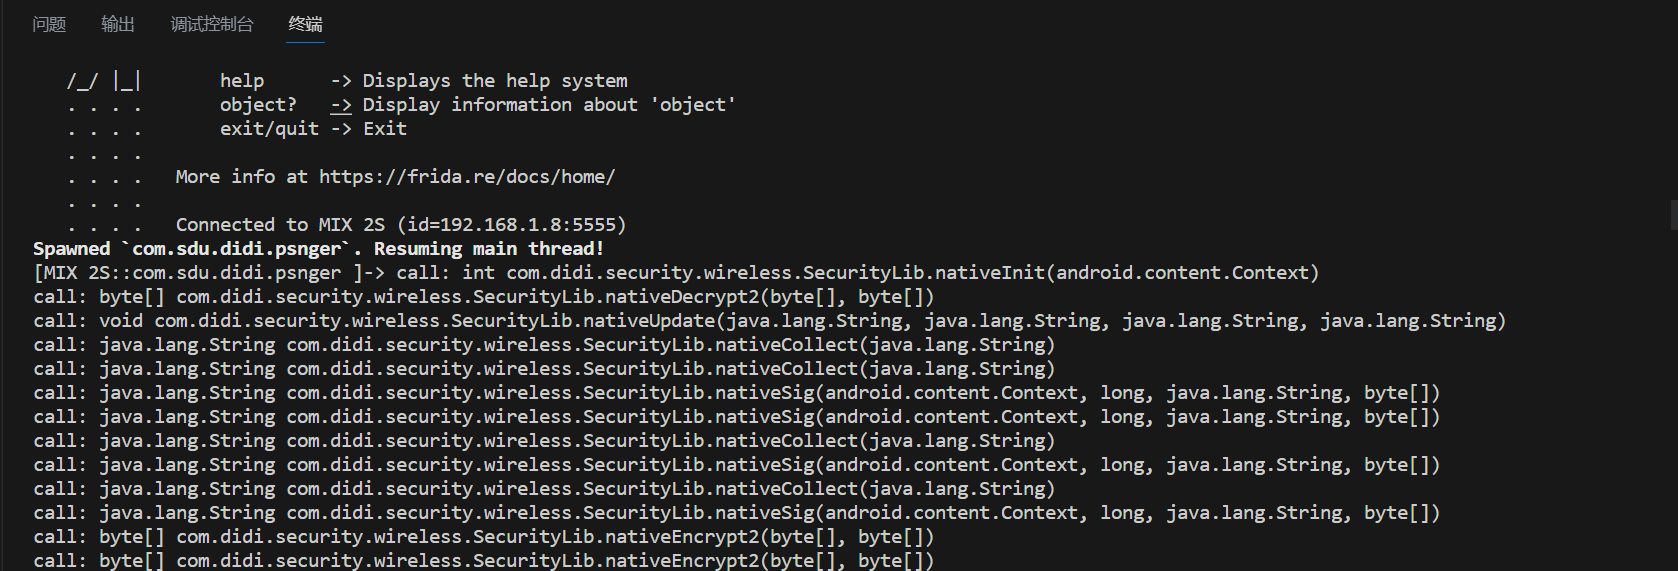 问题 输出 调试控制台 终端
/_/ |_| help -> Displays the help system
. . . . object? -> Display information about 'object'
. . . . exit/quit -> Exit
. . . .
. . . . More info at https://frida.re/docs/home/
. . . .
. . . . Connected to MIX 2S (id=192.168.1.8:5555)
Spawned `com.sdu.didi.psnger`. Resuming main thread!
[MIX 2S::com.sdu.didi.psnger ]-> call: int com.didi.security.wireless.SecurityLib.nativeInit(android.content.Context)
call: byte[] com.didi.security.wireless.SecurityLib.nativeDecrypt2(byte[], byte[])
call: void com.didi.security.wireless.SecurityLib.nativeUpdate(java.lang.String, java.lang.String, java.lang.String, java.lang.String)
call: java.lang.String com.didi.security.wireless.SecurityLib.nativeCollect(java.lang.String)
call: java.lang.String com.didi.security.wireless.SecurityLib.nativeCollect(java.lang.String)
call: java.lang.String com.didi.security.wireless.SecurityLib.nativeSig(android.content.Context, long, java.lang.String, byte[])
call: java.lang.String com.didi.security.wireless.SecurityLib.nativeSig(android.content.Context, long, java.lang.String, byte[])
call: java.lang.String com.didi.security.wireless.SecurityLib.nativeCollect(java.lang.String)
call: java.lang.String com.didi.security.wireless.SecurityLib.nativeSig(android.content.Context, long, java.lang.String, byte[])
call: java.lang.String com.didi.security.wireless.SecurityLib.nativeCollect(java.lang.String)
call: java.lang.String com.didi.security.wireless.SecurityLib.nativeSig(android.content.Context, long, java.lang.String, byte[])
call: byte[] com.didi.security.wireless.SecurityLib.nativeEncrypt2(byte[], byte[])
call: byte[] com.didi.security.wireless.SecurityLib.nativeEncrypt2(byte[], byte[])